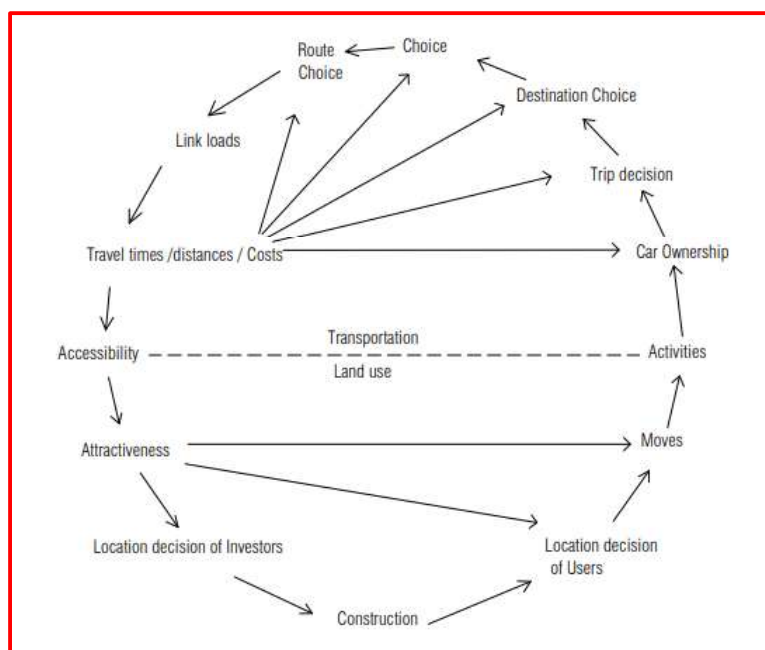 Route
Choice
Choice
Destination Choice
Link loads
Trip decision
Travel times /distances / Costs
Car Ownership
Transportation
Accessibility
Activities
Land use
Attractiveness
Moves
Location decision of Investors
Location decision
of Users
Construction